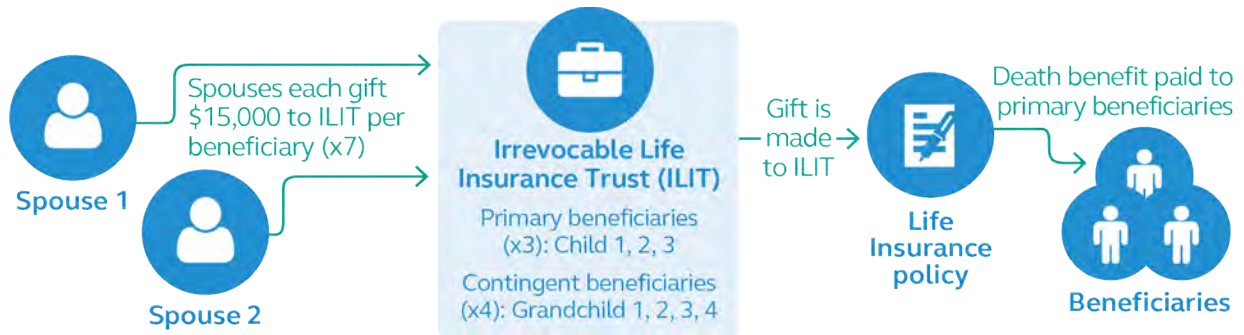 Spouse 1
Spouses each gift
$15,000 to ILIT per
beneficiary (x7)
Spouse 2
Irrevocable Life
Insurance Trust (ILIT)
Primary beneficiaries
(x3): Child 1, 2, 3
Contingent beneficiaries
(x4): Grandchild 1, 2, 3, 4
Gift is
made
to ILIT
Life
Insurance
policy
Death benefit paid to
primary beneficiaries
Beneficiaries